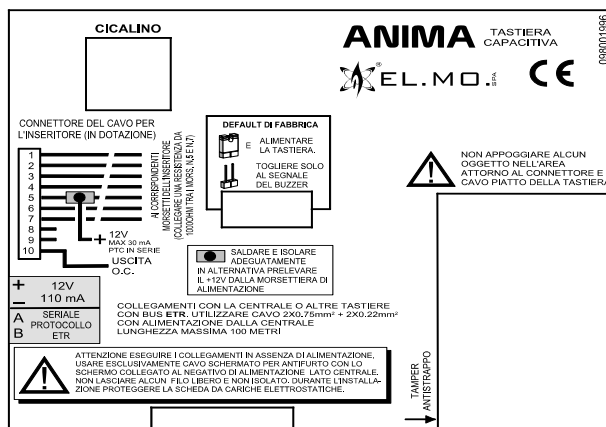 CICALINO
ANIMA
TASTIERA
CAPACITIVA
098001996
EL.MO. SPA
CE
CONNETTORE DEL CAVO PER
L'INSERITORE (IN DOTAZIONE)
1
2
3
4
5
6
7
8
9
10
AI CORRISPONDENTI
MORSETTI DELL'INSERITORE
(COLLEGARE UNA RESISTENZA DA
100OHM TRA I MORS, N,5 E N,7)
+ 12V
MAX 30 mA
PTC IN SERIE
USCITA
O.C.
DEFAULT DI FABBRICA
E
ALIMENTARE
LA TASTIERA.
TOGLIERE SOLO
AL SEGNALE
DEL BUZZER
NON APPOGGIARE ALCUN
OGGETTO NELL'AREA
ATTORNO AL CONNETTORE E
CAVO PIATTO DELLA TASTIERA
SALDARE E ISOLARE
ADEGUATAMENTE
IN ALTERNATIVA PRELEVARE
IL +12V DALLA MORSETTIERA DI
ALIMENTAZIONE
+ 12V
– 110 mA
A SERIALE
PROTOCOLLO
B ETR
COLLEGAMENTI CON LA CENTRALE O ALTRE TASTIERE
CON BUS ETR. UTILIZZARE CAVO 2X0.75mm² + 2X0.22mm²
CON ALIMENTAZIONE DALLA CENTRALE
LUNGHEZZA MASSIMA 100 METRI
ATTENZIONE ESEGUIRE I COLLEGAMENTI IN ASSENZA DI ALIMENTAZIONE,
USARE ESCLUSIVAMENTE CAVO SCHERMATO PER ANTIFURTO CON LO
SCHERMO COLLEGATO AL NEGATIVO DI ALIMENTAZIONE LATO CENTRALE.
NON LASCIARE ALCUN FILO LIBERO E NON ISOLATO. DURANTE L'INSTALLA-
ZIONE PROTEGGERE LA SCHEDA DA CARICHE ELETTROSTATICHE.
TAMPER
ANTISTRAPPO